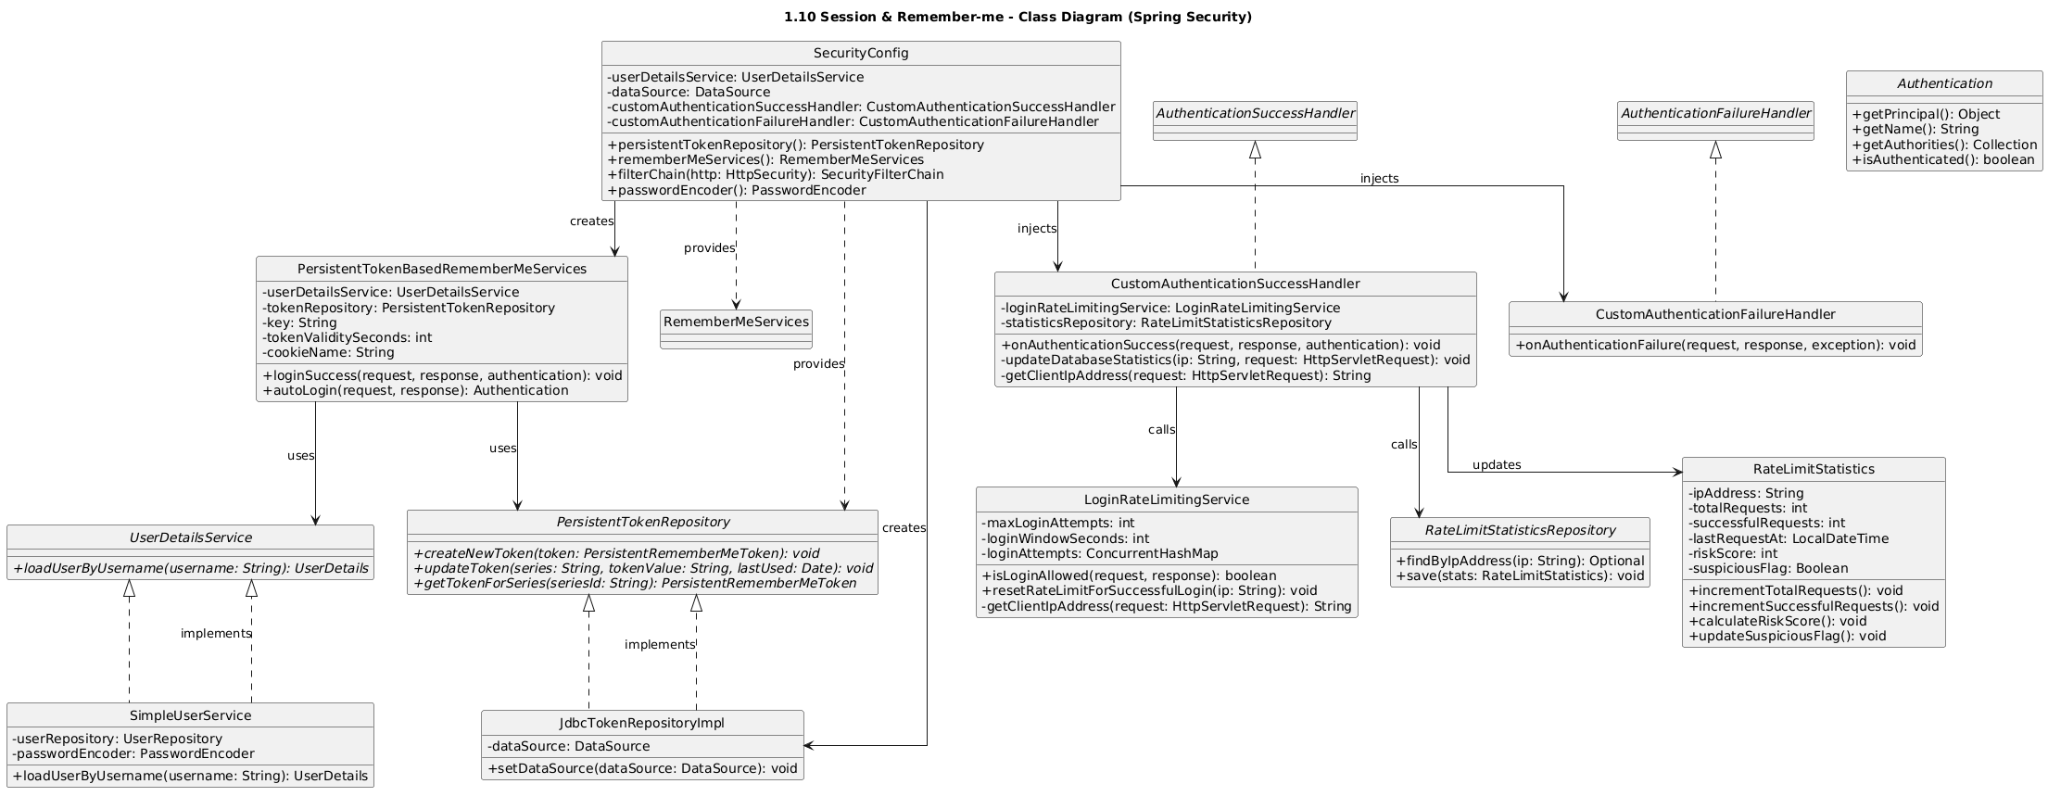 1.10 Session & Remember-me - Class Diagram (Spring Security)
SecurityConfig
-userDetailsService: UserDetailsService
-dataSource: DataSource
-customAuthenticationSuccessHandler: CustomAuthenticationSuccessHandler
-customAuthenticationFailureHandler: CustomAuthenticationFailureHandler
+persistentTokenRepository(): PersistentTokenRepository
+rememberMeServices(): RememberMeServices
+filterChain(http: HttpSecurity): SecurityFilterChain
+passwordEncoder(): PasswordEncoder
AuthenticationSuccessHandler
AuthenticationFailureHandler
Authentication
+getPrincipal(): Object
+getName(): String
+getAuthorities(): Collection
+isAuthenticated(): boolean
creates
provides
provides
creates
injects
injects
PersistentTokenBasedRememberMeServices
-userDetailsService: UserDetailsService
-tokenRepository: PersistentTokenRepository
-key: String
-tokenValiditySeconds: int
-cookieName: String
+loginSuccess(request, response, authentication): void
+autoLogin(request, response): Authentication
RememberMeServices
CustomAuthenticationSuccessHandler
-loginRateLimitingService: LoginRateLimitingService
-statisticsRepository: RateLimitStatisticsRepository
+onAuthenticationSuccess(request, response, authentication): void
-updateDatabaseStatistics(ip: String, request: HttpServletRequest): void
-getClientIpAddress(request: HttpServletRequest): String
CustomAuthenticationFailureHandler
+onAuthenticationFailure(request, response, exception): void
uses
uses
calls
calls
updates
UserDetailsService
+loadUserByUsername(username: String): UserDetails
PersistentTokenRepository
+createNewToken(token: PersistentRememberMeToken): void
+updateToken(series: String, tokenValue: String, lastUsed: Date): void
+getTokenForSeries(seriesId: String): PersistentRememberMeToken
LoginRateLimitingService
-maxLoginAttempts: int
-loginWindowSeconds: int
-loginAttempts: ConcurrentHashMap
+isLoginAllowed(request, response): boolean
+resetRateLimitForSuccessfulLogin(ip: String): void
-getClientIpAddress(request: HttpServletRequest): String
RateLimitStatisticsRepository
+findByIpAddress(ip: String): Optional
+save(stats: RateLimitStatistics): void
RateLimitStatistics
-ipAddress: String
-totalRequests: int
-successfulRequests: int
-lastRequestAt: LocalDateTime
-riskScore: int
-suspiciousFlag: Boolean
+incrementTotalRequests(): void
+incrementSuccessfulRequests(): void
+calculateRiskScore(): void
+updateSuspiciousFlag(): void
implements
implements
SimpleUserService
-userRepository: UserRepository
-passwordEncoder: PasswordEncoder
+loadUserByUsername(username: String): UserDetails
JdbcTokenRepositoryImpl
-dataSource: DataSource
+setDataSource(dataSource: DataSource): void